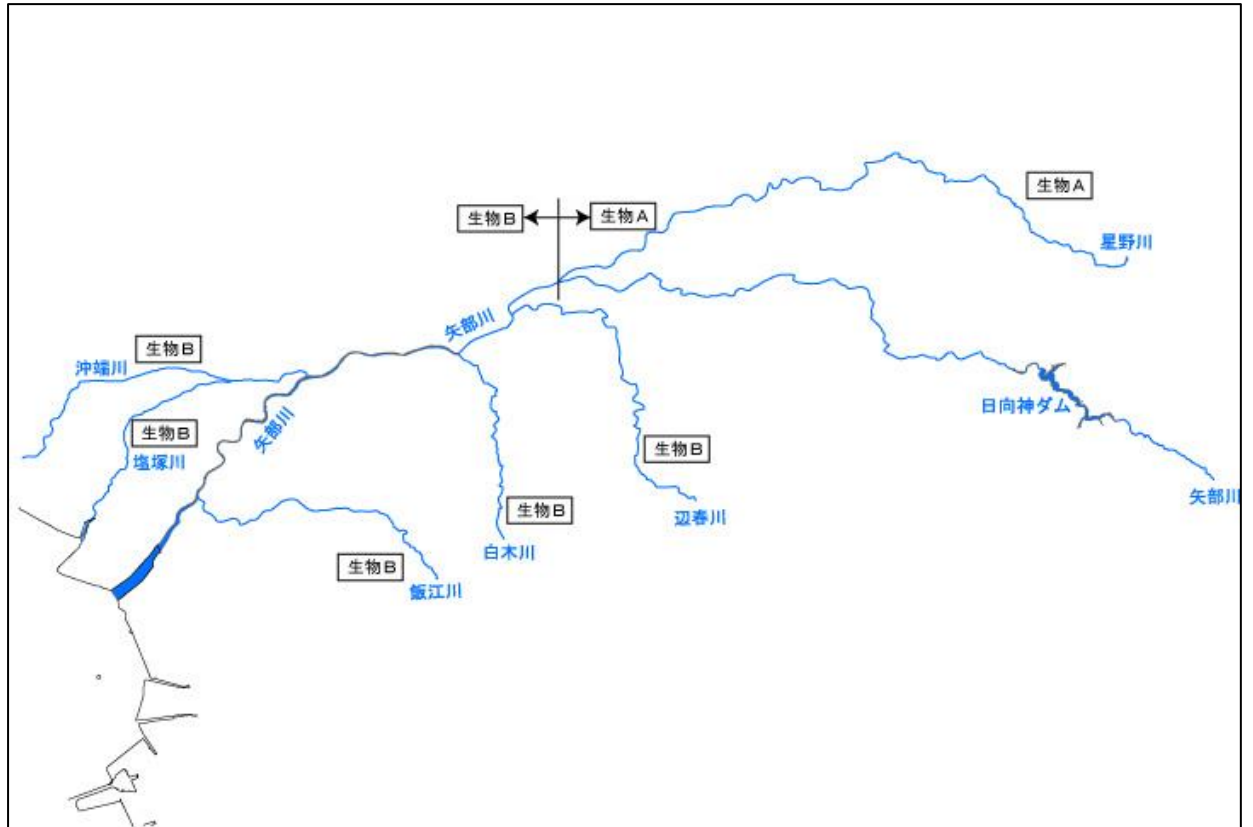 生物A
生物B
生物A
星野川
矢部川
生物B
沖端川
日向神ダム
矢部川
生物B
塩塚川
生物B
矢部川
生物B
辺春川
白木川
生物B
飯江川